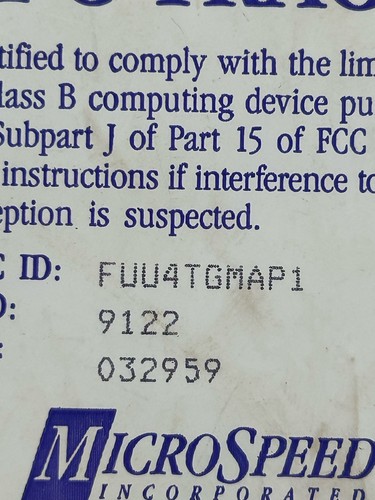 tified to comply with the lim
lass B computing device pu
Subpart J of Part 15 of FCC
instructions if interference to
eption is suspected.
C ID: FUU4TGMAP1
D: 9122
: 032959
MICROSPEED
INCORPORATED